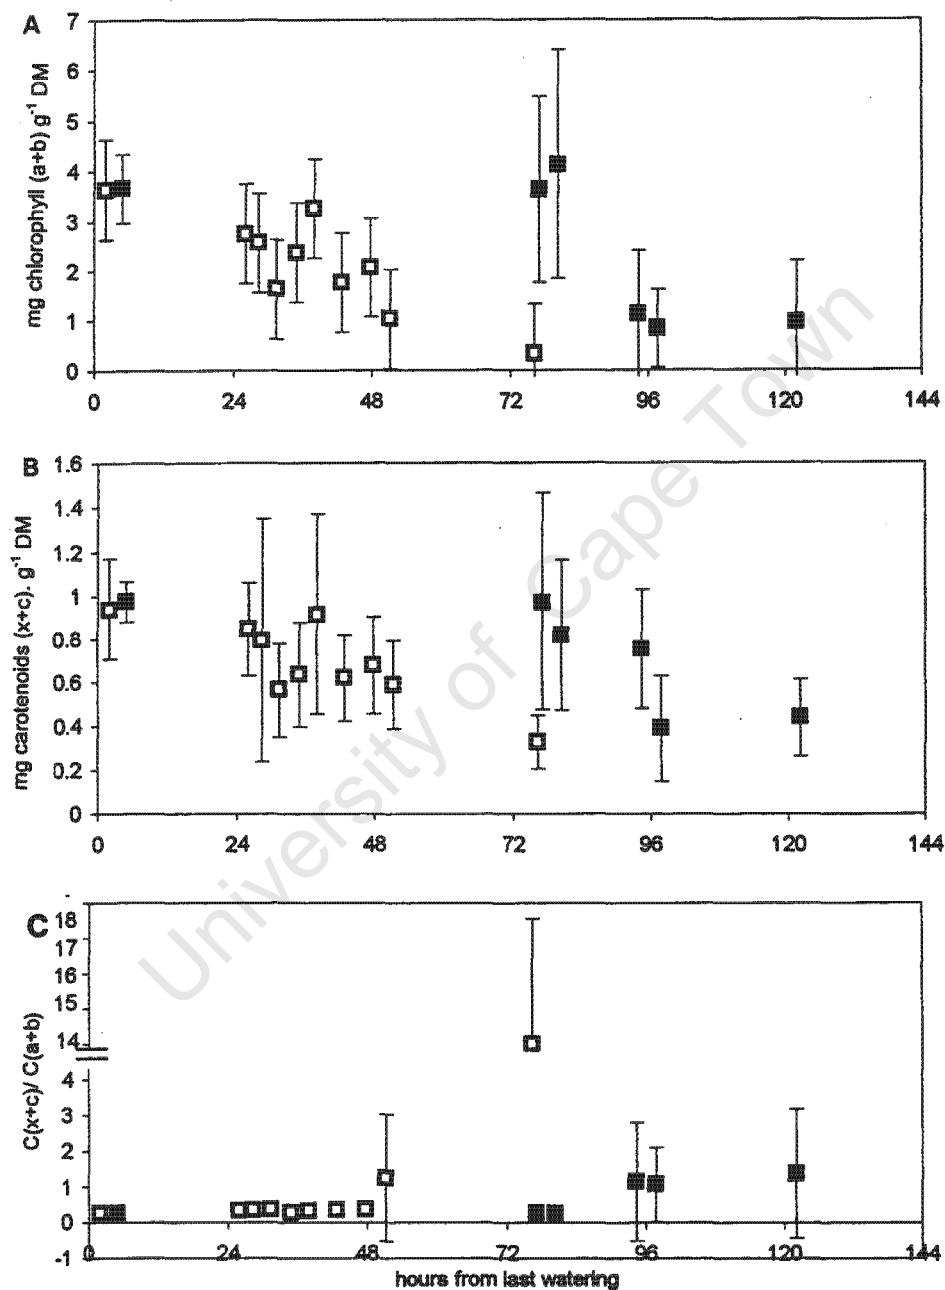 A
mg chlorophyll (a+b) g⁻¹ DM
7
6
5
4
3
2
1
0
0 24 48 72 96 120 144
B
mg carotenoids (x+c). g⁻¹ DM
1.6
1.4
1.2
1
0.8
0.6
0.4
0.2
0
0 24 48 72 96 120 144
C
C(x+c)/ C(a+b)
18
17
16
15
14
4
3
2
1
0
-1
0 24 48 72 96 120 144
hours from last watering
University of Cape Town